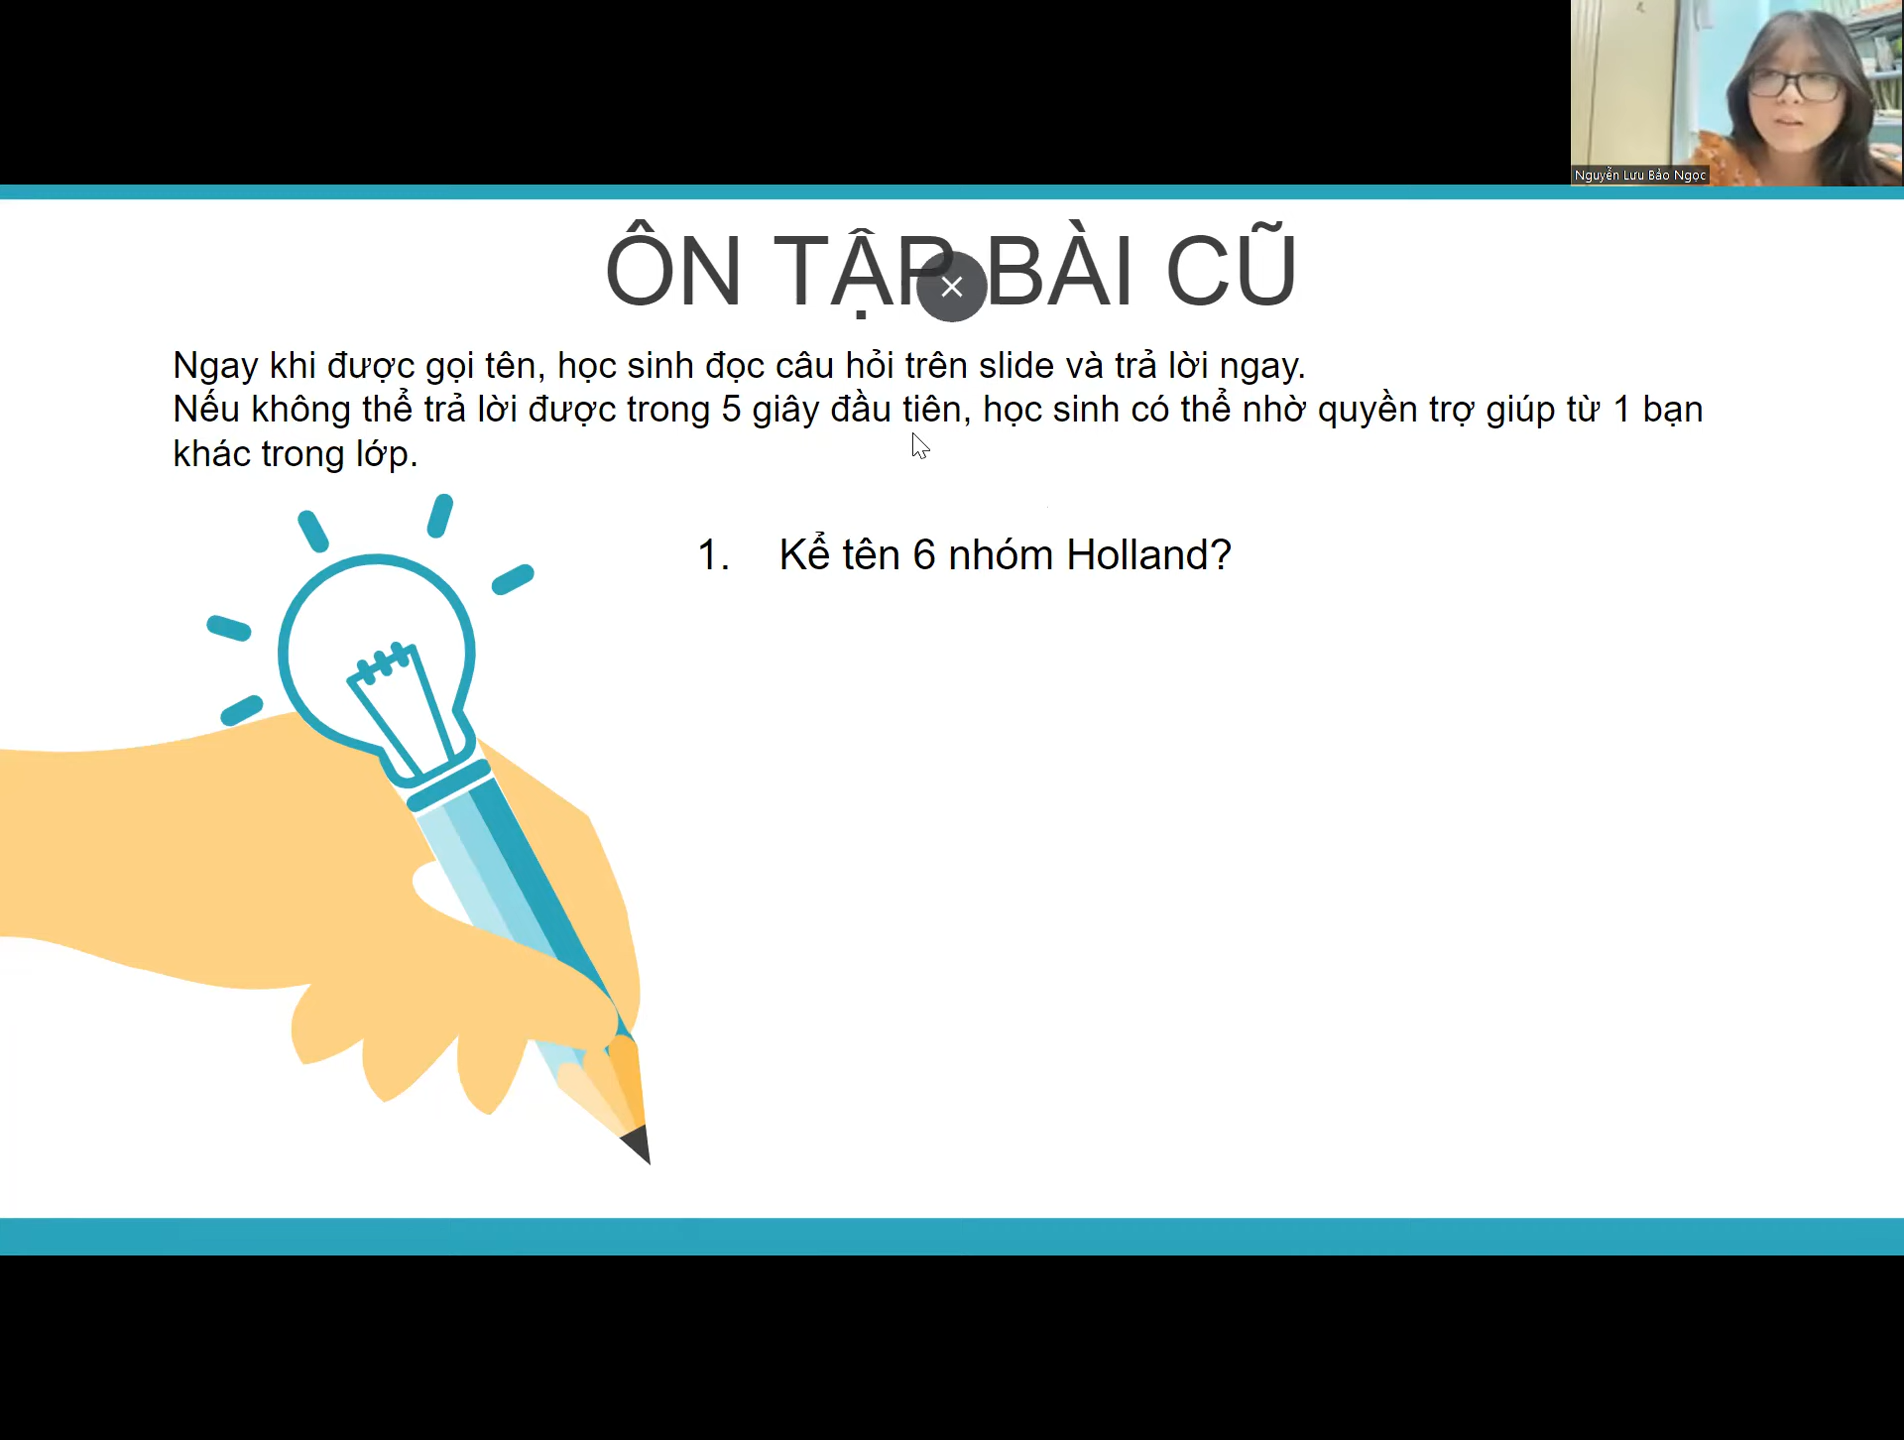 Nguyễn Lưu Bảo Ngọc
ÔN TẬP BÀI CŨ
Ngay khi được gọi tên, học sinh đọc câu hỏi trên slide và trả lời ngay.
Nếu không thể trả lời được trong 5 giây đầu tiên, học sinh có thể nhờ quyền trợ giúp từ 1 bạn
khác trong lớp.
1. Kể tên 6 nhóm Holland?